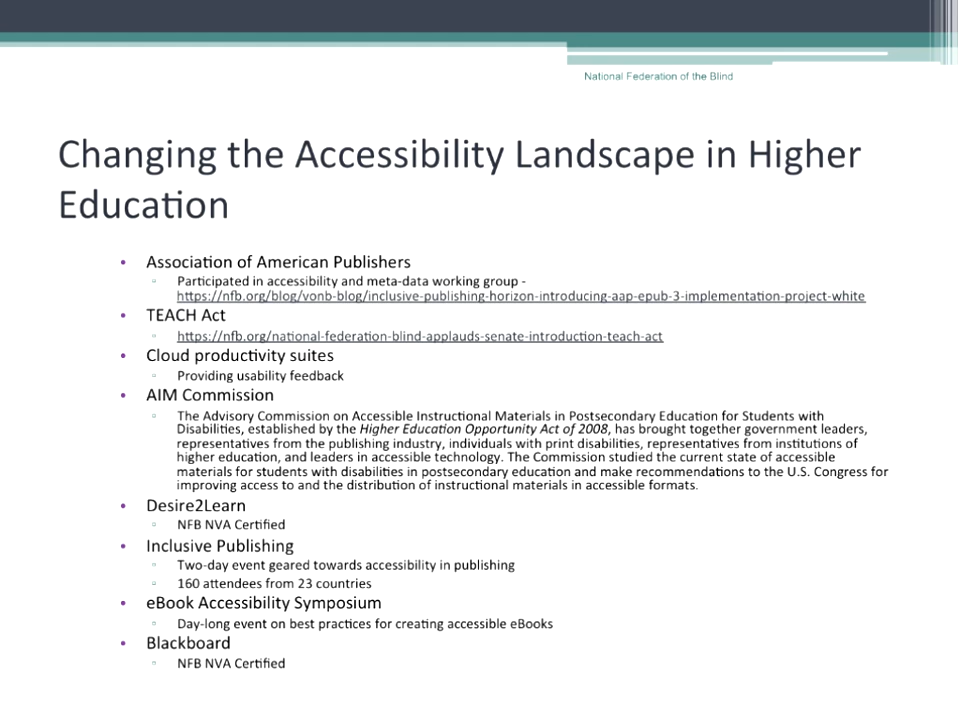 National Federation of the Blind
Changing the Accessibility Landscape in Higher
Education
• Association of American Publishers
▫ Participated in accessibility and meta-data working group -
https://nfb.org/blog/vonb-blog/inclusive-publishing-horizon-introducing-aap-epub-3-implementation-project-white
• TEACH Act
▫ https://nfb.org/national-federation-blind-applauds-senate-introduction-teach-act
• Cloud productivity suites
▫ Providing usability feedback
• AIM Commission
▫ The Advisory Commission on Accessible Instructional Materials in Postsecondary Education for Students with
Disabilities, established by the Higher Education Opportunity Act of 2008, has brought together government leaders,
representatives from the publishing industry, individuals with print disabilities, representatives from institutions of
higher education, and leaders in accessible technology. The Commission studied the current state of accessible
materials for students with disabilities in postsecondary education and make recommendations to the U.S. Congress for
improving access to and the distribution of instructional materials in accessible formats.
• Desire2Learn
▫ NFB NVA Certified
• Inclusive Publishing
▫ Two-day event geared towards accessibility in publishing
▫ 160 attendees from 23 countries
• eBook Accessibility Symposium
▫ Day-long event on best practices for creating accessible eBooks
• Blackboard
▫ NFB NVA Certified